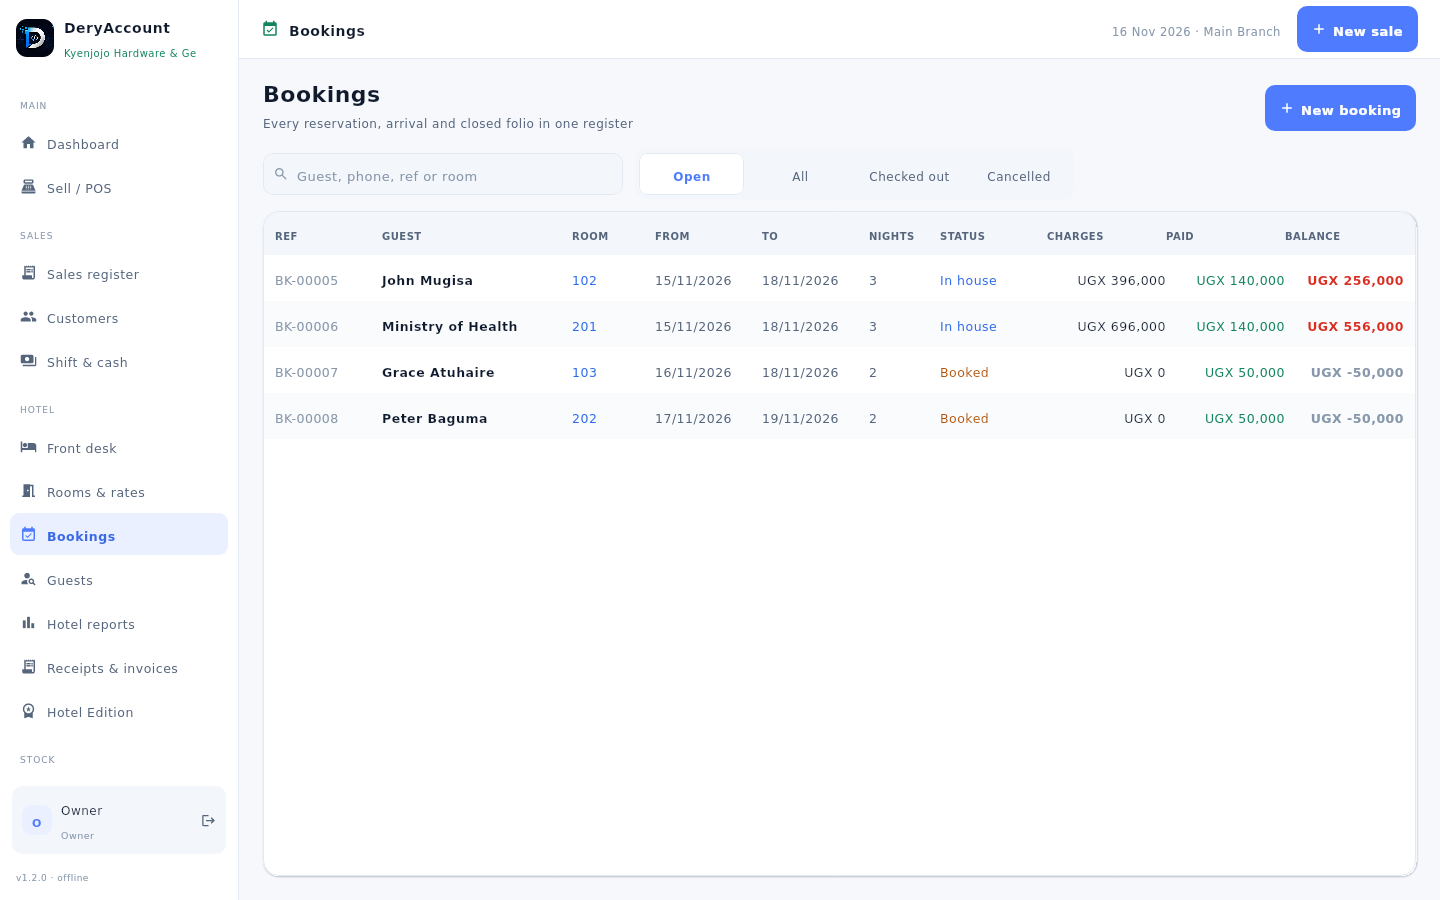 DeryAccount
Kyenjojo Hardware & Ge
MAIN
Dashboard
Sell / POS
SALES
Sales register
Customers
Shift & cash
HOTEL
Front desk
Rooms & rates
Bookings
Guests
Hotel reports
Receipts & invoices
Hotel Edition
STOCK
O
Owner
Owner
v1.2.0 · offline
Bookings
16 Nov 2026 · Main Branch
+ New sale
Bookings
Every reservation, arrival and closed folio in one register
+ New booking
Guest, phone, ref or room
Open All Checked out Cancelled
REF GUEST ROOM FROM TO NIGHTS STATUS CHARGES PAID BALANCE
BK-00005 John Mugisa 102 15/11/2026 18/11/2026 3 In house UGX 396,000 UGX 140,000 UGX 256,000
BK-00006 Ministry of Health 201 15/11/2026 18/11/2026 3 In house UGX 696,000 UGX 140,000 UGX 556,000
BK-00007 Grace Atuhaire 103 16/11/2026 18/11/2026 2 Booked UGX 0 UGX 50,000 UGX -50,000
BK-00008 Peter Baguma 202 17/11/2026 19/11/2026 2 Booked UGX 0 UGX 50,000 UGX -50,000